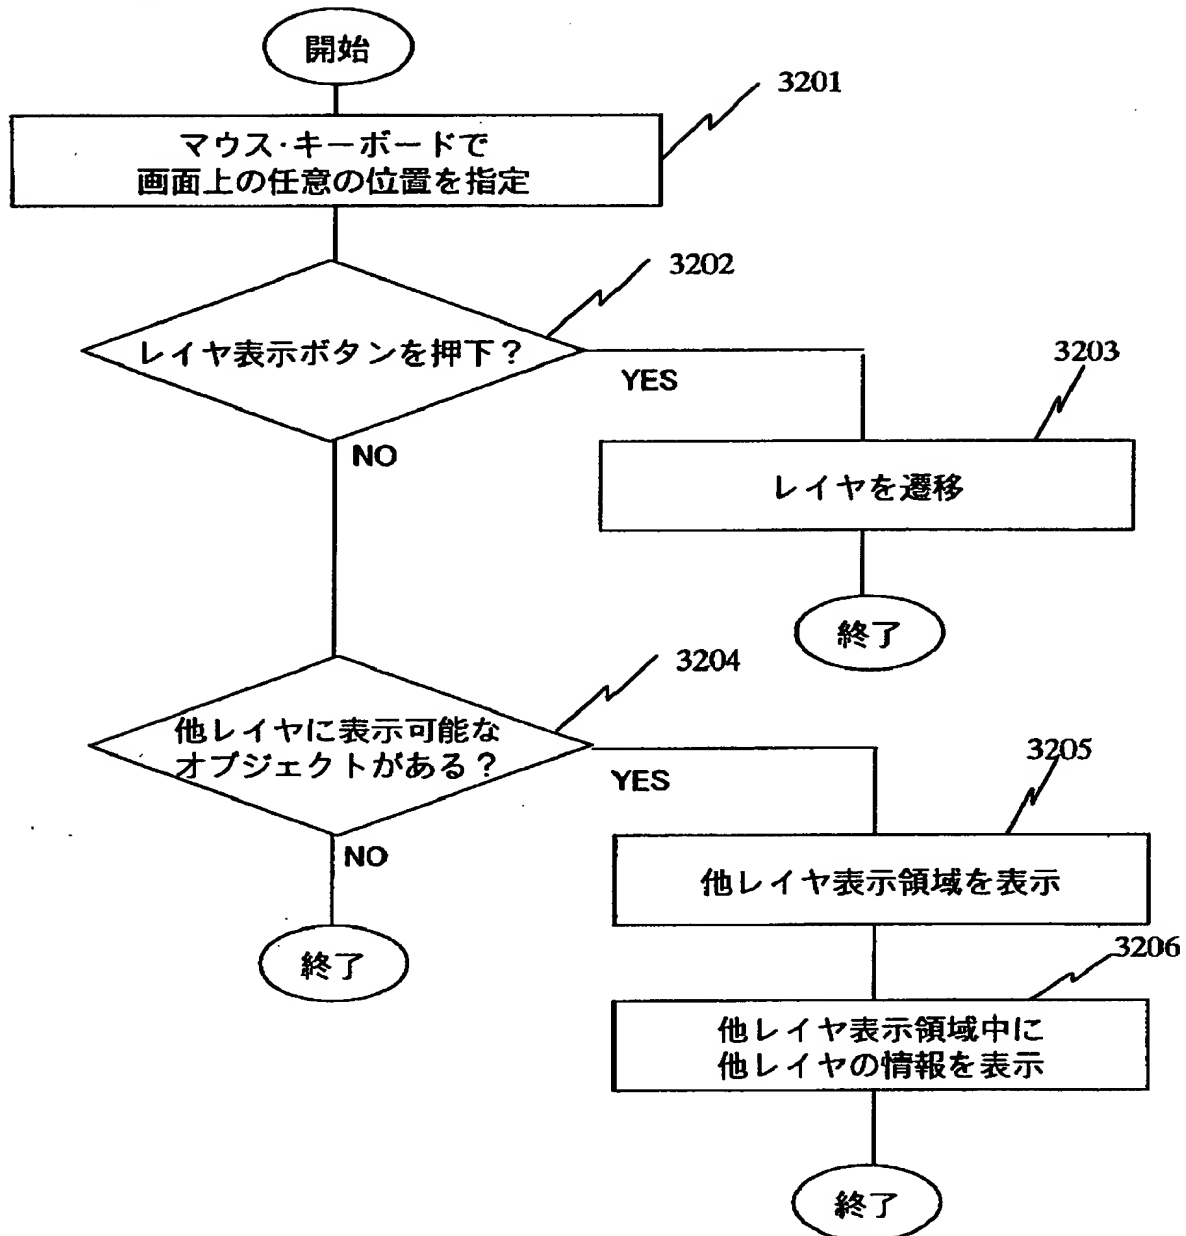 開始
3201
マウス・キーボードで
画面上の任意の位置を指定
3202
レイヤ表示ボタンを押下？
YES
3203
NO
レイヤを遷移
終了
3204
他レイヤに表示可能な
オブジェクトがある？
YES
3205
NO
他レイヤ表示領域を表示
終了
3206
他レイヤ表示領域中に
他レイヤの情報を表示
終了